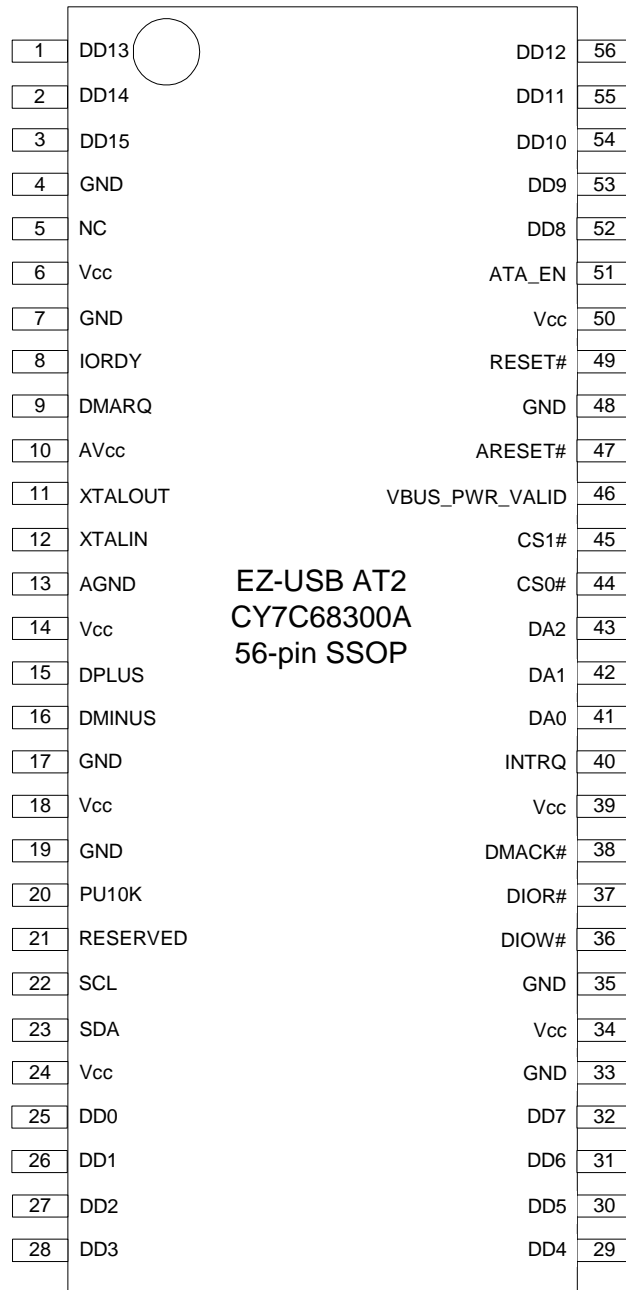 1 DD13 DD12 56
2 DD14 DD11 55
3 DD15 DD10 54
4 GND DD9 53
5 NC DD8 52
6 Vcc ATA_EN 51
7 GND Vcc 50
8 IORDY RESET# 49
9 DMARQ GND 48
10 AVcc ARESET# 47
11 XTALOUT VBUS_PWR_VALID 46
12 XTALIN CS1# 45
13 AGND EZ-USB AT2 CS0# 44
CY7C68300A
14 Vcc DA2 43
56-pin SSOP
15 DPLUS DA1 42
16 DMINUS DA0 41
17 GND INTRQ 40
18 Vcc Vcc 39
19 GND DMACK# 38
20 PU10K DIOR# 37
21 RESERVED DIOW# 36
22 SCL GND 35
23 SDA Vcc 34
24 Vcc GND 33
25 DD0 DD7 32
26 DD1 DD6 31
27 DD2 DD5 30
28 DD3 DD4 29